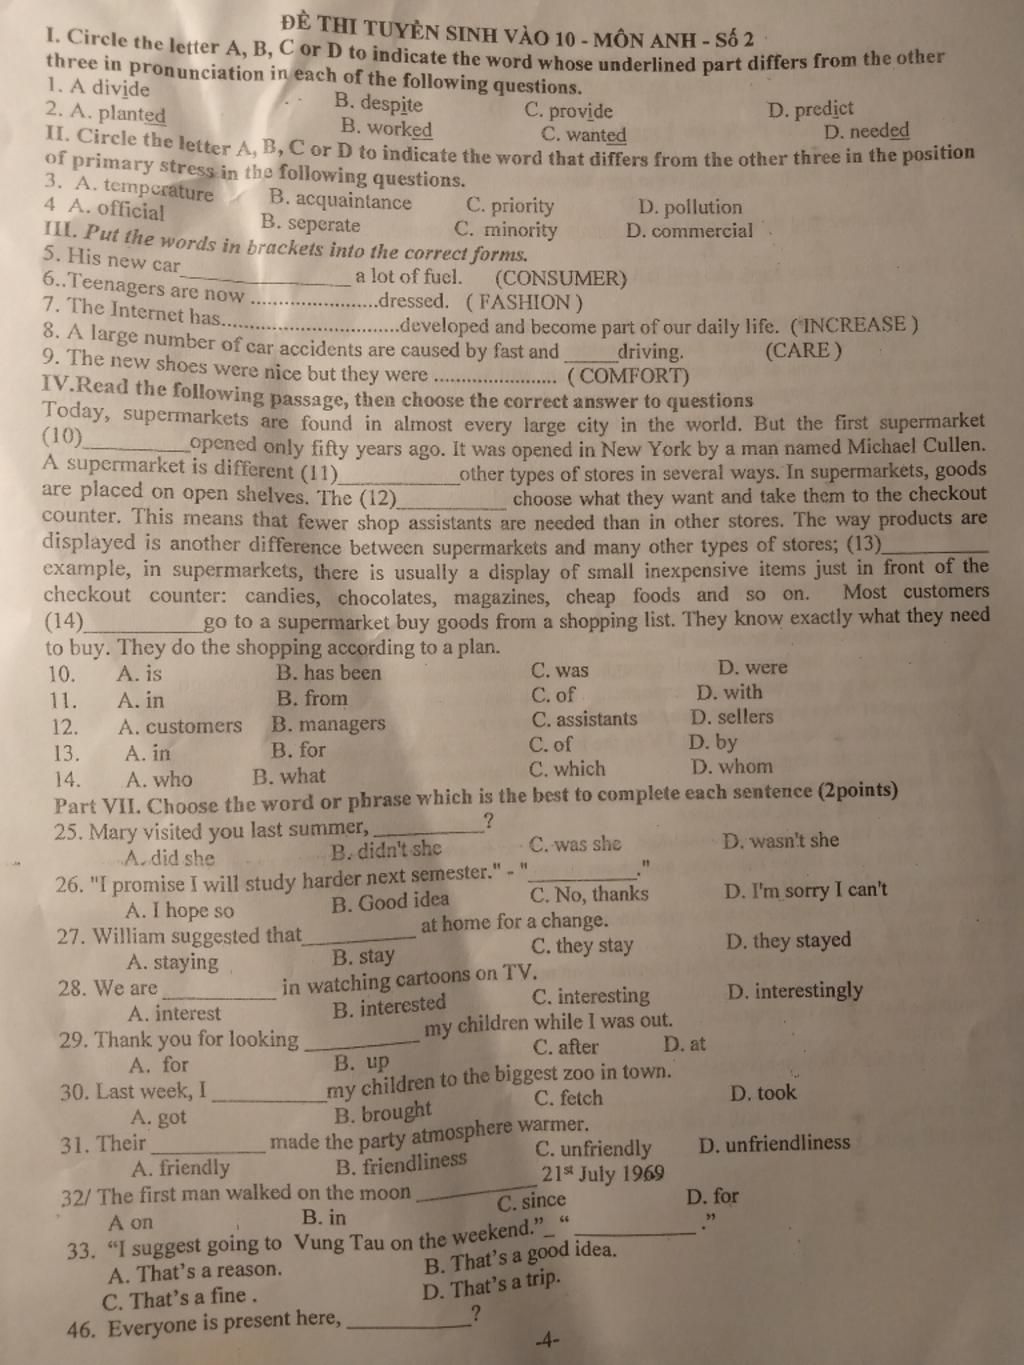 ĐỀ THI TUYỂN SINH VÀO 10 - MÔN ANH - Số 2
I. Circle the letter A, B, C or D to indicate the word whose underlined part differs from the other
three in pronunciation in each of the following questions.
1. A divide B. despite C. provide D. predict
2. A. planted B. worked C. wanted D. needed
II. Circle the letter A, B, C or D to indicate the word that differs from the other three in the position
of primary stress in the following questions.
3. A. temperature B. acquaintance C. priority D. pollution
4 A. official B. seperate C. minority D. commercial
III. Put the words in brackets into the correct forms.
5. His new car_______________ a lot of fuel. (CONSUMER)
6..Teenagers are now ......................dressed. ( FASHION )
7. The Internet has...............................developed and become part of our daily life. ( INCREASE )
8. A large number of car accidents are caused by fast and _____driving. (CARE )
9. The new shoes were nice but they were ...................... ( COMFORT)
IV.Read the following passage, then choose the correct answer to questions
Today, supermarkets are found in almost every large city in the world. But the first supermarket
(10)__________opened only fifty years ago. It was opened in New York by a man named Michael Cullen.
A supermarket is different (11)___________other types of stores in several ways. In supermarkets, goods
are placed on open shelves. The (12)__________ choose what they want and take them to the checkout
counter. This means that fewer shop assistants are needed than in other stores. The way products are
displayed is another difference between supermarkets and many other types of stores; (13)__________
example, in supermarkets, there is usually a display of small inexpensive items just in front of the
checkout counter: candies, chocolates, magazines, cheap foods and so on. Most customers
(14)___________go to a supermarket buy goods from a shopping list. They know exactly what they need
to buy. They do the shopping according to a plan.
10. A. is B. has been C. was D. were
11. A. in B. from C. of D. with
12. A. customers B. managers C. assistants D. sellers
13. A. in B. for C. of D. by
14. A. who B. what C. which D. whom
Part VII. Choose the word or phrase which is the best to complete each sentence (2points)
25. Mary visited you last summer, __________?
A. did she B. didn't she C. was she D. wasn't she
26. "I promise I will study harder next semester." - "__________."
A. I hope so B. Good idea C. No, thanks D. I'm sorry I can't
27. William suggested that__________ at home for a change.
A. staying B. stay C. they stay D. they stayed
28. We are __________ in watching cartoons on TV.
A. interest B. interested C. interesting D. interestingly
29. Thank you for looking __________ my children while I was out.
A. for B. up C. after D. at
30. Last week, I __________my children to the biggest zoo in town.
A. got B. brought C. fetch D. took
31. Their __________ made the party atmosphere warmer.
A. friendly B. friendliness C. unfriendly D. unfriendliness
32/ The first man walked on the moon __________ 21st July 1969
A on B. in C. since D. for
33. “I suggest going to Vung Tau on the weekend.”_ “___________.”
A. That’s a reason. B. That’s a good idea.
C. That’s a fine . D. That’s a trip.
46. Everyone is present here, ___________?
-4-